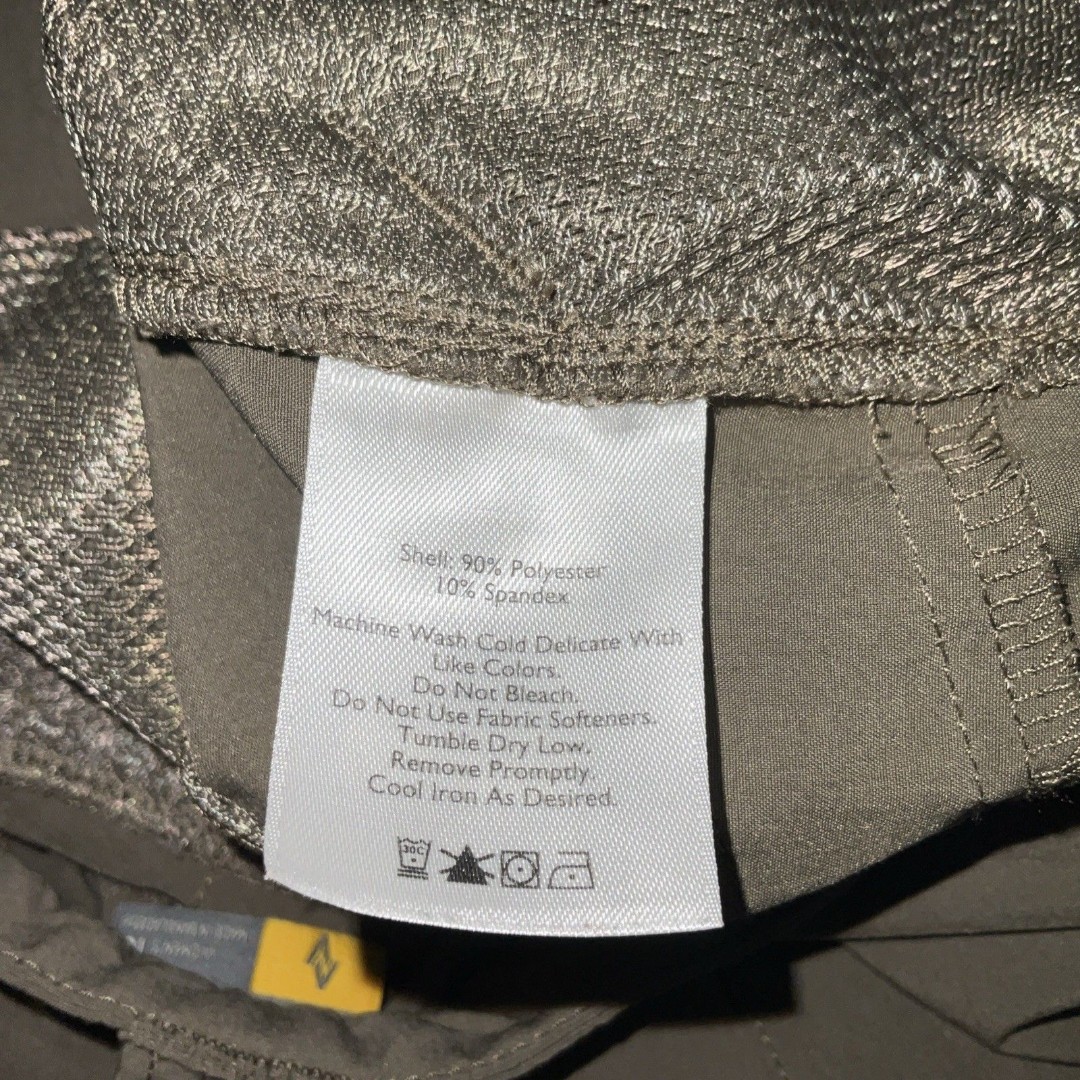 Shell: 90% Polyester
10% Spandex
Machine Wash Cold Delicate With
Like Colors.
Do Not Bleach.
Do Not Use Fabric Softeners.
Tumble Dry Low.
Remove Promptly.
Cool Iron As Desired.
30C